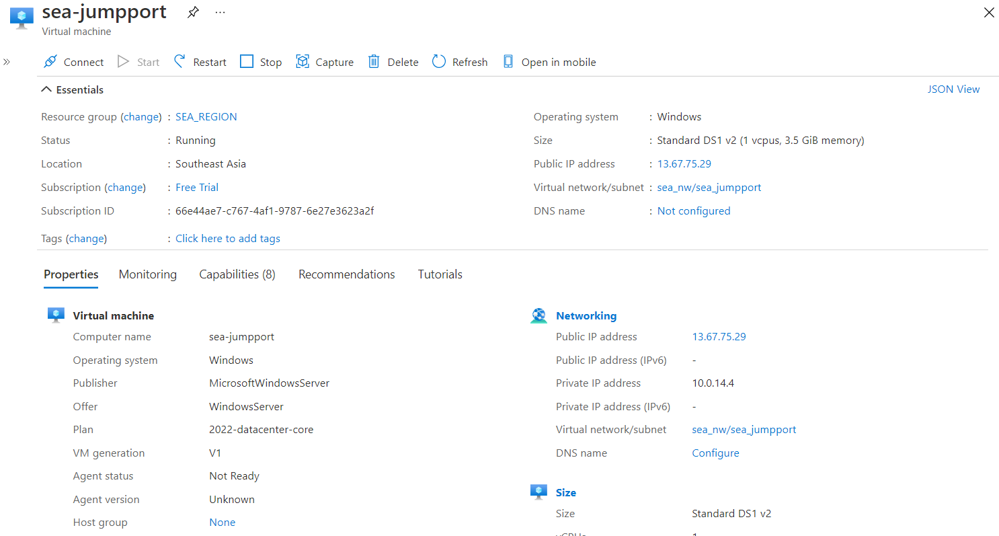 sea-jumpport
Virtual machine
Connect Start Restart Stop Capture Delete Refresh Open in mobile
Essentials JSON View
Resource group (change) : SEA_REGION
Status : Running
Location : Southeast Asia
Subscription (change) : Free Trial
Subscription ID : 66e44ae7-c767-4af1-9787-6e27e3623a2f
Tags (change) : Click here to add tags
Operating system : Windows
Size : Standard DS1 v2 (1 vcpus, 3.5 GiB memory)
Public IP address : 13.67.75.29
Virtual network/subnet : sea_nw/sea_jumpport
DNS name : Not configured
Properties Monitoring Capabilities (8) Recommendations Tutorials
Virtual machine
Computer name sea-jumpport
Operating system Windows
Publisher MicrosoftWindowsServer
Offer WindowsServer
Plan 2022-datacenter-core
VM generation V1
Agent status Not Ready
Agent version Unknown
Host group None
Networking
Public IP address 13.67.75.29
Public IP address (IPv6) -
Private IP address 10.0.14.4
Private IP address (IPv6) -
Virtual network/subnet sea_nw/sea_jumpport
DNS name Configure
Size
Size Standard DS1 v2